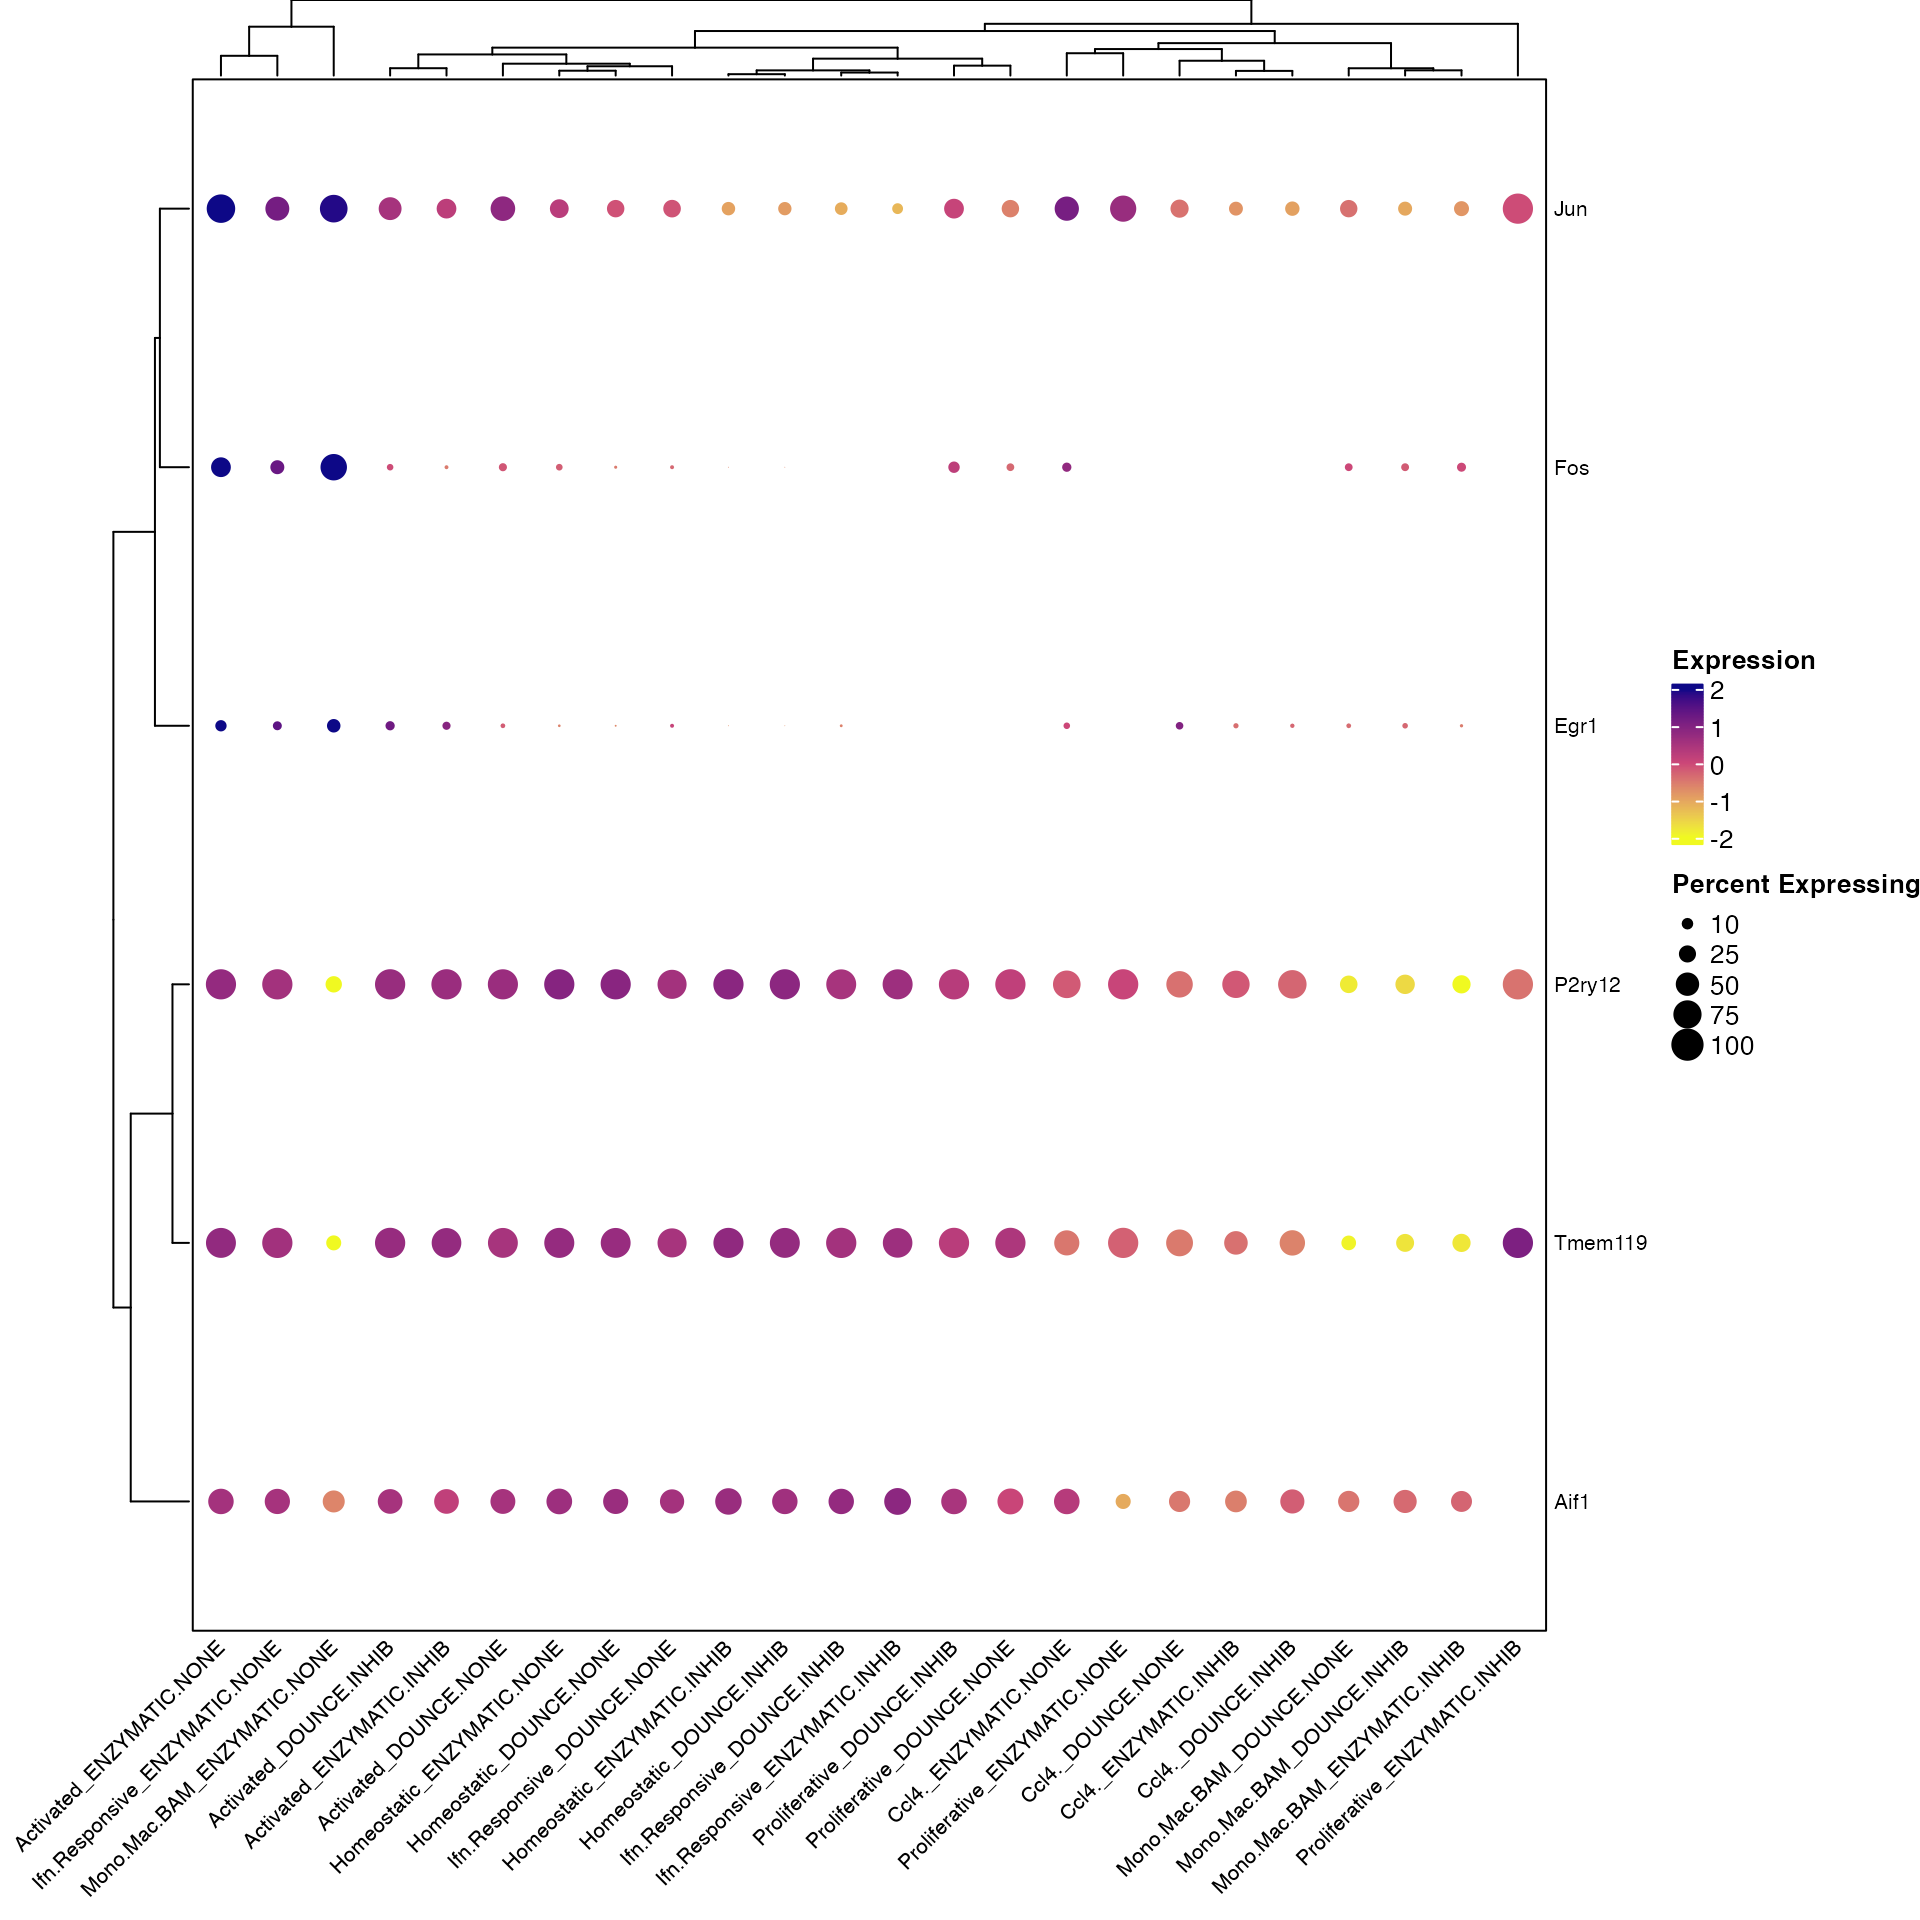 Jun
Fos
Egr1
P2ry12
Tmem119
Aif1
Expression
2
1
0
-1
-2
Percent Expressing
10
25
50
75
100
Activated_ENZYMATIC.NONE
Ifn.Responsive_ENZYMATIC.NONE
Mono.Mac.BAM_ENZYMATIC.NONE
Activated_DOUNCE.INHIB
Activated_ENZYMATIC.INHIB
Activated_DOUNCE.NONE
Homeostatic_ENZYMATIC.NONE
Homeostatic_DOUNCE.NONE
Ifn.Responsive_DOUNCE.NONE
Homeostatic_ENZYMATIC.INHIB
Homeostatic_DOUNCE.INHIB
Ifn.Responsive_DOUNCE.INHIB
Ifn.Responsive_ENZYMATIC.INHIB
Proliferative_DOUNCE.INHIB
Proliferative_DOUNCE.NONE
Ccl4._ENZYMATIC.NONE
Proliferative_ENZYMATIC.NONE
Ccl4._DOUNCE.NONE
Ccl4._ENZYMATIC.INHIB
Ccl4._DOUNCE.INHIB
Mono.Mac.BAM_DOUNCE.NONE
Mono.Mac.BAM_DOUNCE.INHIB
Mono.Mac.BAM_ENZYMATIC.INHIB
Proliferative_ENZYMATIC.INHIB